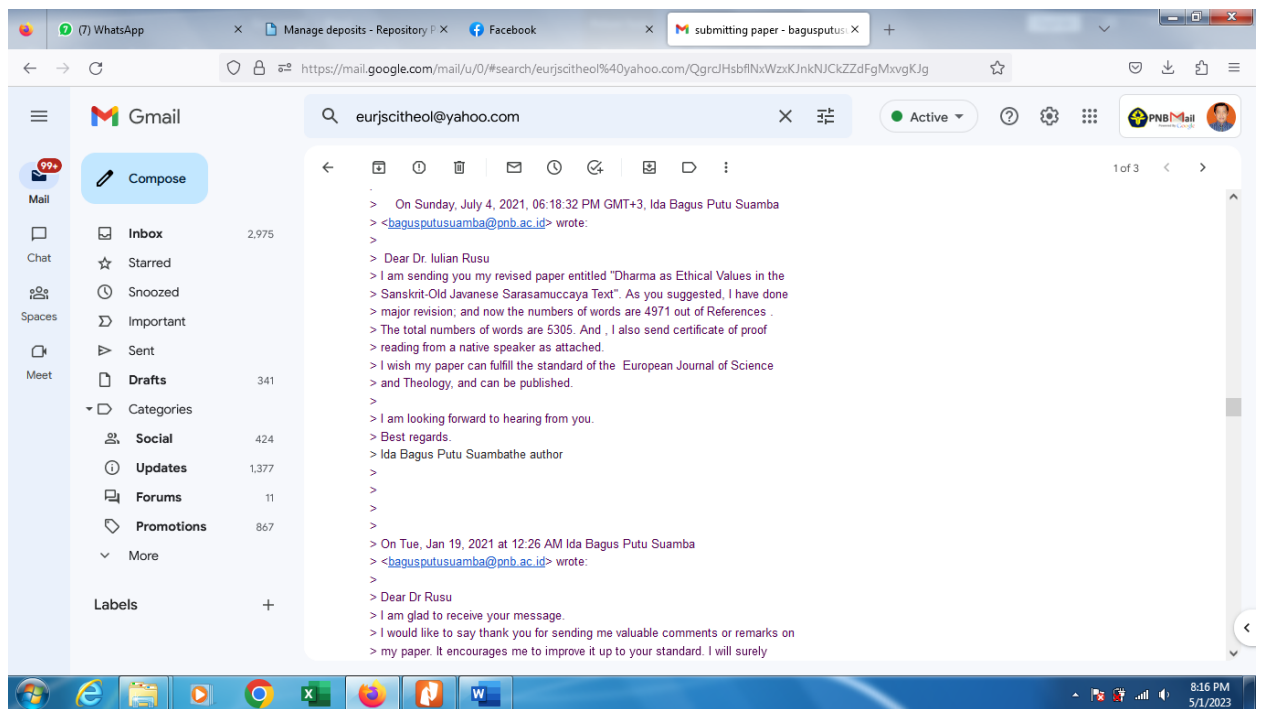 (7) WhatsApp
Manage deposits - Repository P
Facebook
submitting paper - bagusputus
https://mail.google.com/mail/u/0/#search/eurjscitheol%40yahoo.com/QgrcJHsbflNxWzxKJnkNJCkZZdFgMxvgKJg
Gmail
eurjscitheol@yahoo.com
Active
PNBMail
99+
Mail
Chat
Spaces
Meet
Compose
Inbox 2,975
Starred
Snoozed
Important
Sent
Drafts 341
Categories
Social 424
Updates 1,377
Forums 11
Promotions 867
More
Labels
1 of 3
> On Sunday, July 4, 2021, 06:18:32 PM GMT+3, Ida Bagus Putu Suamba
> <bagusputusuamba@pnb.ac.id> wrote:
>
> Dear Dr. Iulian Rusu
> I am sending you my revised paper entitled "Dharma as Ethical Values in the
> Sanskrit-Old Javanese Sarasamuccaya Text". As you suggested, I have done
> major revision; and now the numbers of words are 4971 out of References .
> The total numbers of words are 5305. And , I also send certificate of proof
> reading from a native speaker as attached.
> I wish my paper can fulfill the standard of the European Journal of Science
> and Theology, and can be published.
>
> I am looking forward to hearing from you.
> Best regards.
> Ida Bagus Putu Suambathe author
>
>
>
>
> On Tue, Jan 19, 2021 at 12:26 AM Ida Bagus Putu Suamba
> <bagusputusuamba@pnb.ac.id> wrote:
>
> Dear Dr Rusu
> I am glad to receive your message.
> I would like to say thank you for sending me valuable comments or remarks on
> my paper. It encourages me to improve it up to your standard. I will surely
8:16 PM
5/1/2023